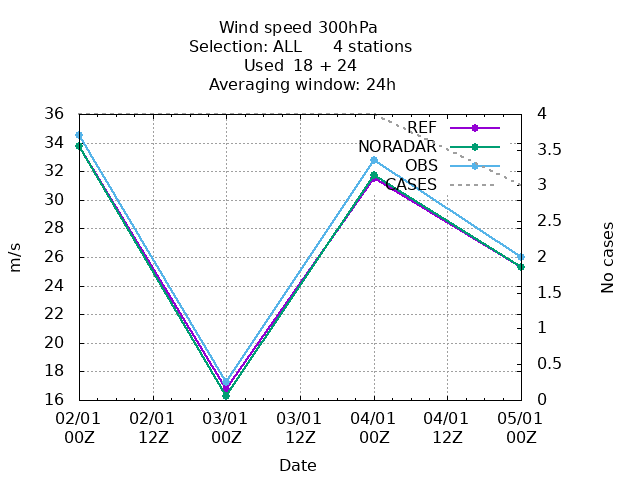 Wind speed 300hPa
Selection: ALL      4 stations
Used  18 + 24
Averaging window: 24h
m/s
36
34
32
30
28
26
24
22
20
18
16
REF
NORADAR
OBS
CASES
4
3.5
3
2.5
2
1.5
1
0.5
0
No cases
02/01 02/01 03/01 03/01 04/01 04/01 05/01
00Z 12Z 00Z 12Z 00Z 12Z 00Z
Date